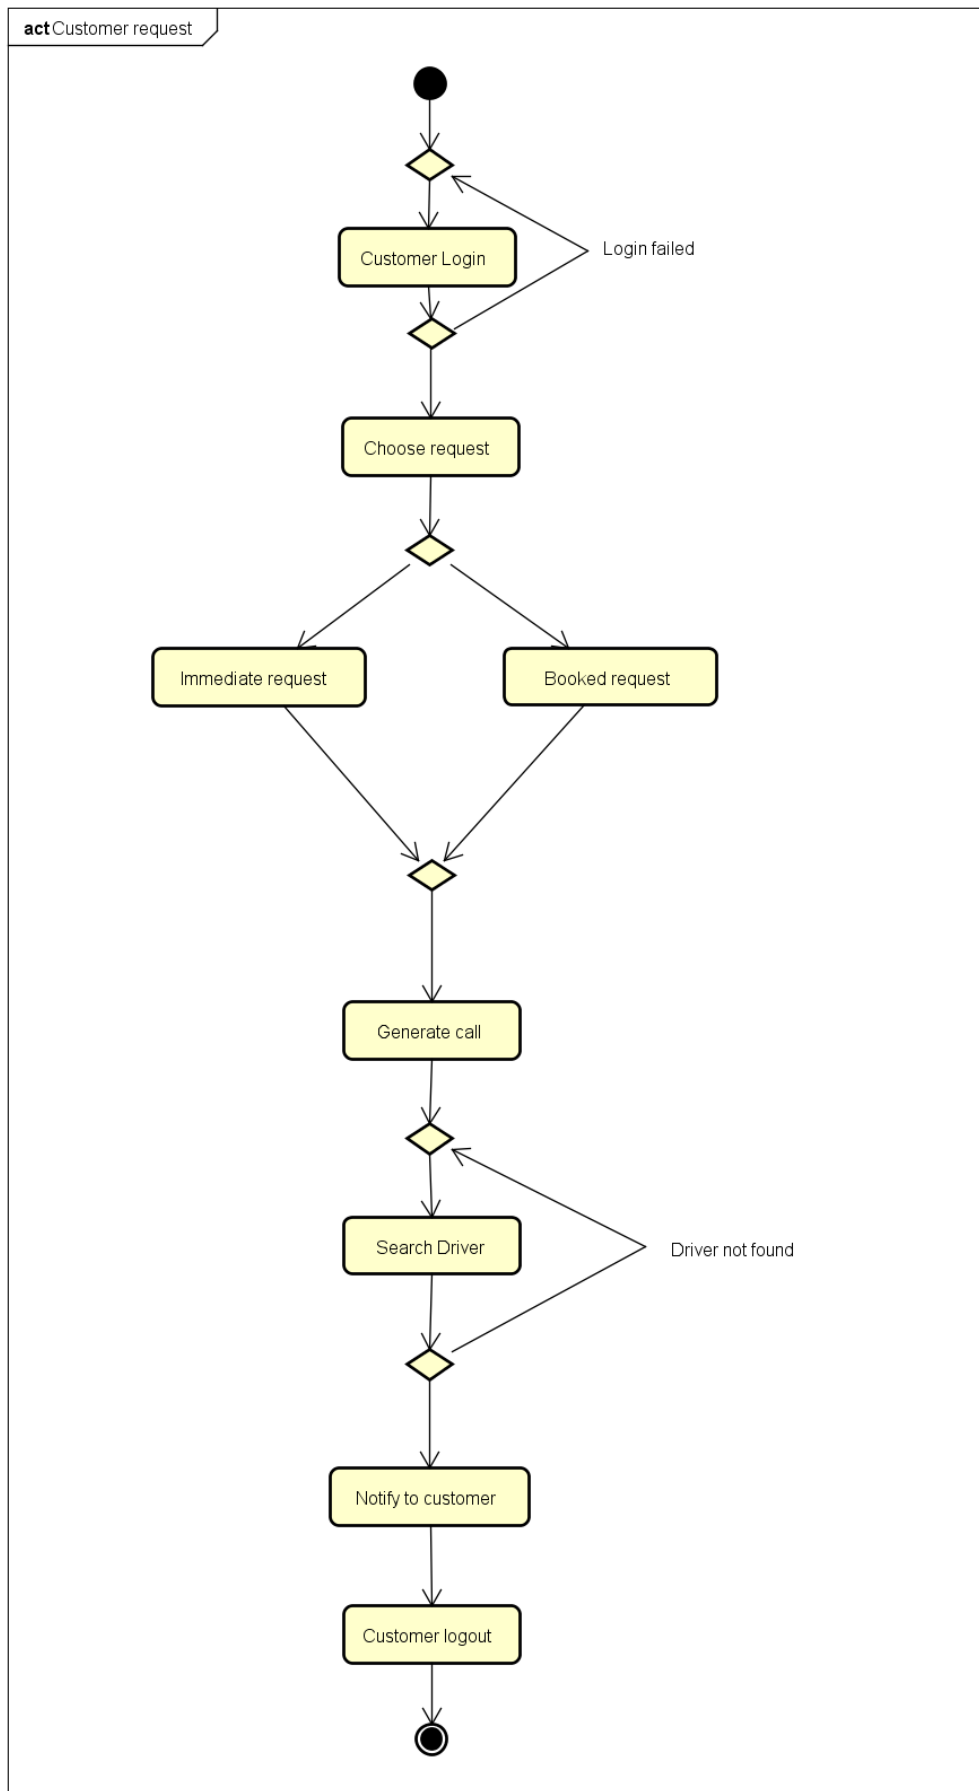 act Customer request
Customer Login
Login failed
Choose request
Immediate request
Booked request
Generate call
Search Driver
Driver not found
Notify to customer
Customer logout